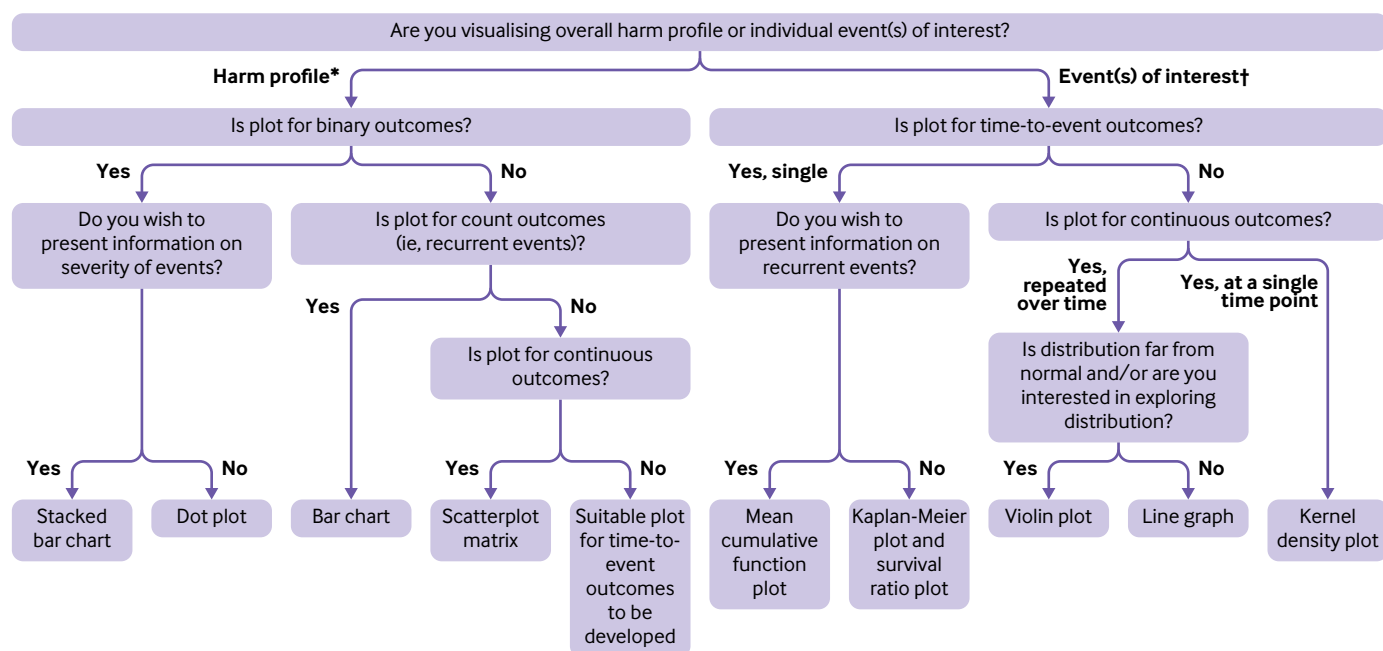 Are you visualising overall harm profile or individual event(s) of interest?
Harm profile*
Event(s) of interest†
Is plot for binary outcomes?
Is plot for time-to-event outcomes?
Yes
No
Yes, single
No
Do you wish to
present information on
severity of events?
Is plot for count outcomes
(ie, recurrent events)?
Do you wish to
present information on
recurrent events?
Is plot for continuous outcomes?
Yes
No
Yes,
repeated
over time
Yes, at a single
time point
Is plot for continuous
outcomes?
Is distribution far from
normal and/or are you
interested in exploring
distribution?
Yes
No
Yes
No
Yes
No
Yes
No
Stacked
bar chart
Dot plot
Bar chart
Scatterplot
matrix
Suitable plot
for time-to-
event
outcomes
to be
developed
Mean
cumulative
function
plot
Kaplan-Meier
plot and
survival
ratio plot
Violin plot
Line graph
Kernel
density plot